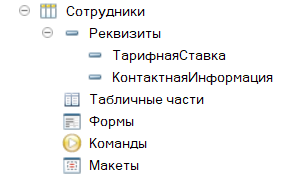 Сотрудники
Реквизиты
ТарифнаяСтавка
КонтактнаяИнформация
Табличные части
Формы
Команды
Макеты